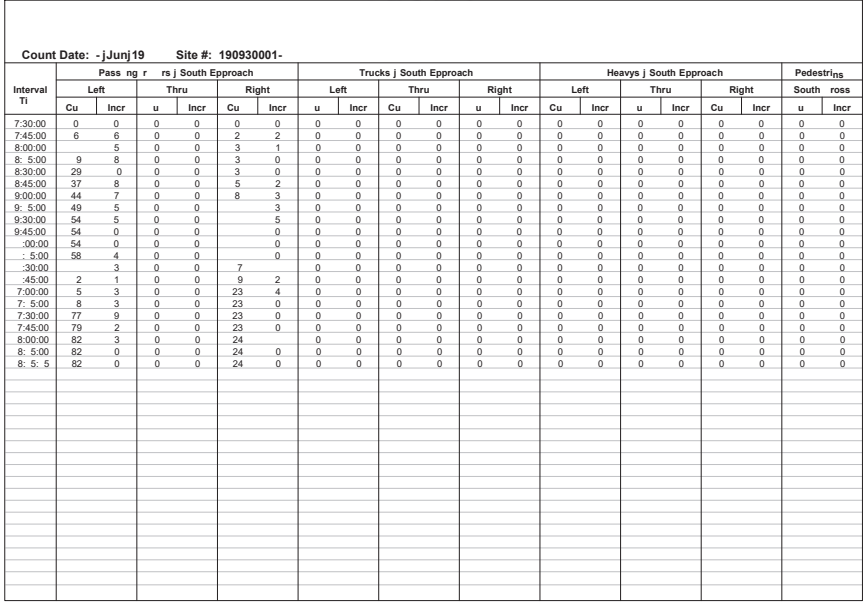 Count Date: - jJunj19 Site #: 190930001-
Pass ng r rs j South Epproach Trucks j South Epproach Heavys j South Epproach Pedestrins
Interval Left Thru Right Left Thru Right Left Thru Right South ross
Ti Cu Incr u Incr Cu Incr u Incr Cu Incr u Incr Cu Incr u Incr Cu Incr u Incr
7:30:00 0 0 0 0 0 0 0 0 0 0 0 0 0 0 0 0 0 0 0 0
7:45:00 6 6 0 0 2 2 0 0 0 0 0 0 0 0 0 0 0 0 0 0
8:00:00 5 0 0 3 1 0 0 0 0 0 0 0 0 0 0 0 0 0 0
8: 5:00 9 8 0 0 3 0 0 0 0 0 0 0 0 0 0 0 0 0 0 0
8:30:00 29 0 0 0 3 0 0 0 0 0 0 0 0 0 0 0 0 0 0 0
8:45:00 37 8 0 0 5 2 0 0 0 0 0 0 0 0 0 0 0 0 0 0
9:00:00 44 7 0 0 8 3 0 0 0 0 0 0 0 0 0 0 0 0 0 0
9: 5:00 49 5 0 0 3 0 0 0 0 0 0 0 0 0 0 0 0 0 0
9:30:00 54 5 0 0 5 0 0 0 0 0 0 0 0 0 0 0 0 0 0
9:45:00 54 0 0 0 0 0 0 0 0 0 0 0 0 0 0 0 0 0 0
:00:00 54 0 0 0 0 0 0 0 0 0 0 0 0 0 0 0 0 0 0
: 5:00 58 4 0 0 0 0 0 0 0 0 0 0 0 0 0 0 0 0 0
:30:00 3 0 0 7 0 0 0 0 0 0 0 0 0 0 0 0 0 0
:45:00 2 1 0 0 9 2 0 0 0 0 0 0 0 0 0 0 0 0 0 0
7:00:00 5 3 0 0 23 4 0 0 0 0 0 0 0 0 0 0 0 0 0 0
7: 5:00 8 3 0 0 23 0 0 0 0 0 0 0 0 0 0 0 0 0 0 0
7:30:00 77 9 0 0 23 0 0 0 0 0 0 0 0 0 0 0 0 0 0 0
7:45:00 79 2 0 0 23 0 0 0 0 0 0 0 0 0 0 0 0 0 0 0
8:00:00 82 3 0 0 24 0 0 0 0 0 0 0 0 0 0 0 0 0 0
8: 5:00 82 0 0 0 24 0 0 0 0 0 0 0 0 0 0 0 0 0 0 0
8: 5: 5 82 0 0 0 24 0 0 0 0 0 0 0 0 0 0 0 0 0 0 0